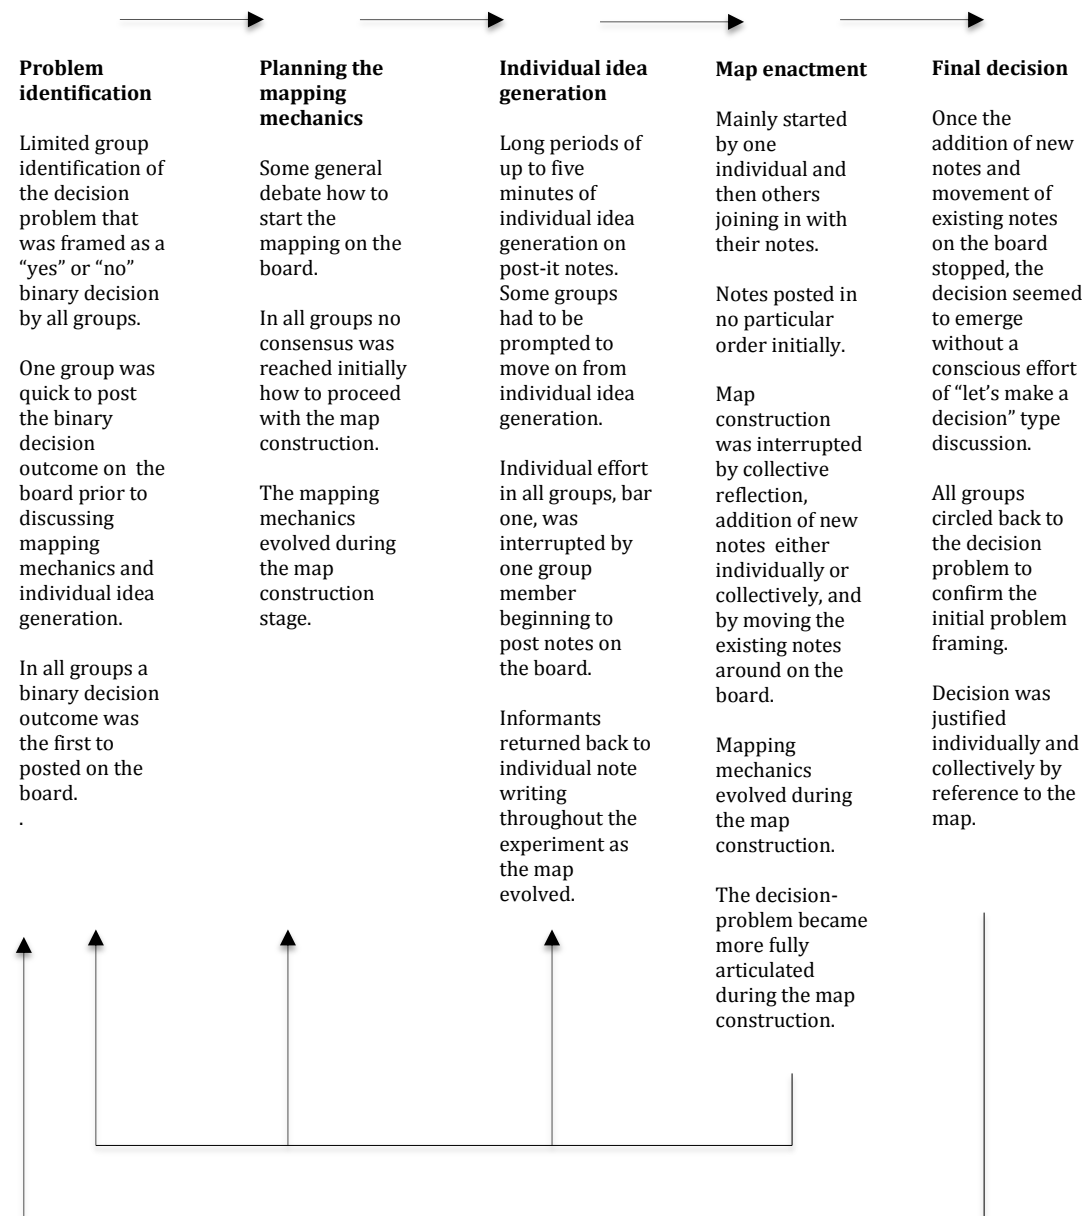 Problem
identification
Limited group
identification of
the decision
problem that
was framed as a
“yes” or “no”
binary decision
by all groups.
One group was
quick to post
the binary
decision
outcome on  the
board prior to
discussing
mapping
mechanics and
individual idea
generation.
In all groups a
binary decision
outcome was
the first to
posted on the
board.
.
Planning the
mapping
mechanics
Some general
debate how to
start the
mapping on the
board.
In all groups no
consensus was
reached initially
how to proceed
with the map
construction.
The mapping
mechanics
evolved during
the map
construction
stage.
Individual idea
generation
Long periods of
up to five
minutes of
individual idea
generation on
post-it notes.
Some groups
had to be
prompted to
move on from
individual idea
generation.
Individual effort
in all groups, bar
one, was
interrupted by
one group
member
beginning to
post notes on
the board.
Informants
returned back to
individual note
writing
throughout the
experiment as
the map
evolved.
Map enactment
Mainly started
by one
individual and
then others
joining in with
their notes.
Notes posted in
no particular
order initially.
Map
construction
was interrupted
by collective
reflection,
addition of new
notes  either
individually or
collectively, and
by moving the
existing notes
around on the
board.
Mapping
mechanics
evolved during
the map
construction.
The decision-
problem became
more fully
articulated
during the map
construction.
Final decision
Once the
addition of new
notes and
movement of
existing notes
on the board
stopped, the
decision seemed
to emerge
without a
conscious effort
of “let’s make a
decision” type
discussion.
All groups
circled back to
the decision
problem to
confirm the
initial problem
framing.
Decision was
justified
individually and
collectively by
reference to the
map.